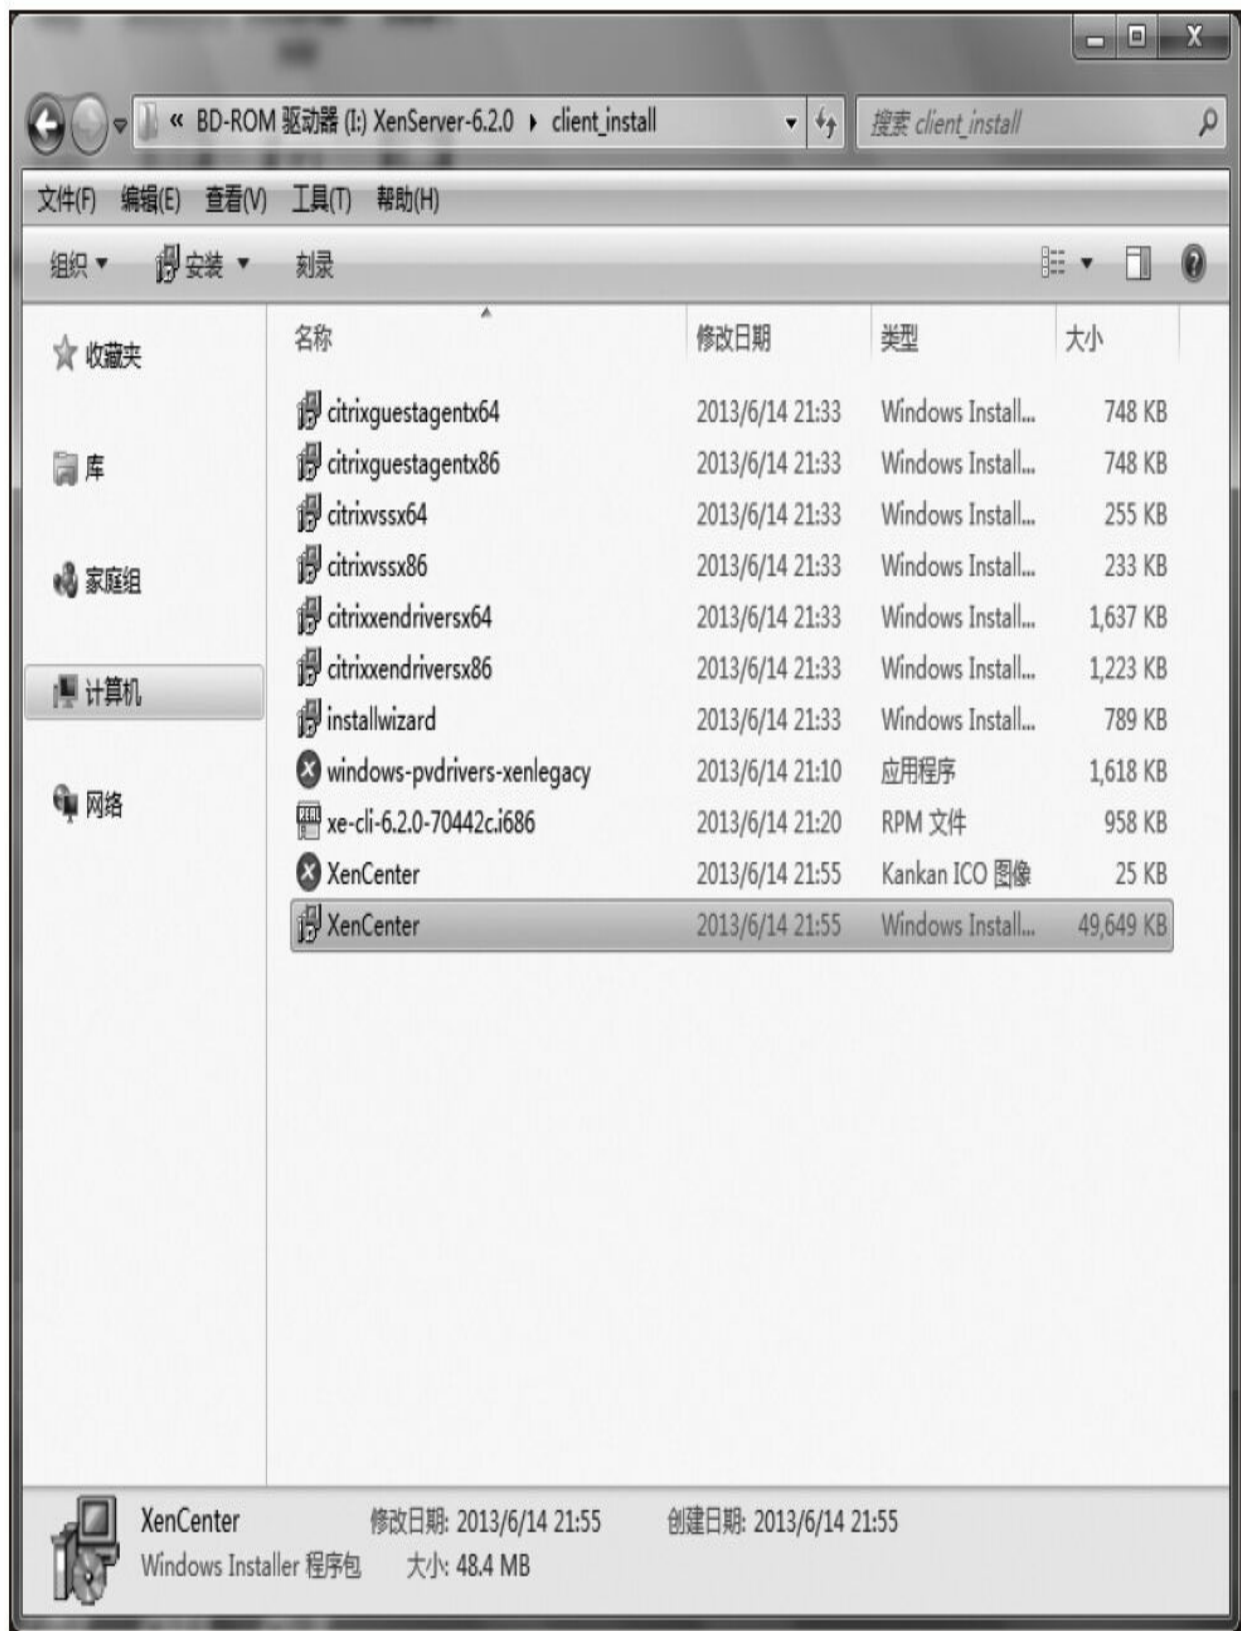 « BD-ROM 驱动器 (I:) XenServer-6.2.0 client_install 搜索 client_install
文件(F) 编辑(E) 查看(V) 工具(T) 帮助(H)
组织 安装 刻录
收藏夹
库
家庭组
计算机
网络
名称 修改日期 类型 大小
citrixguestagentx64 2013/6/14 21:33 Windows Install... 748 KB
citrixguestagentx86 2013/6/14 21:33 Windows Install... 748 KB
citrixvssx64 2013/6/14 21:33 Windows Install... 255 KB
citrixvssx86 2013/6/14 21:33 Windows Install... 233 KB
citrixxendriversx64 2013/6/14 21:33 Windows Install... 1,637 KB
citrixxendriversx86 2013/6/14 21:33 Windows Install... 1,223 KB
installwizard 2013/6/14 21:33 Windows Install... 789 KB
windows-pvdrivers-xenlegacy 2013/6/14 21:10 应用程序 1,618 KB
xe-cli-6.2.0-70442c.i686 2013/6/14 21:20 RPM 文件 958 KB
XenCenter 2013/6/14 21:55 Kankan ICO 图像 25 KB
XenCenter 2013/6/14 21:55 Windows Install... 49,649 KB
XenCenter 修改日期: 2013/6/14 21:55 创建日期: 2013/6/14 21:55
Windows Installer 程序包 大小: 48.4 MB